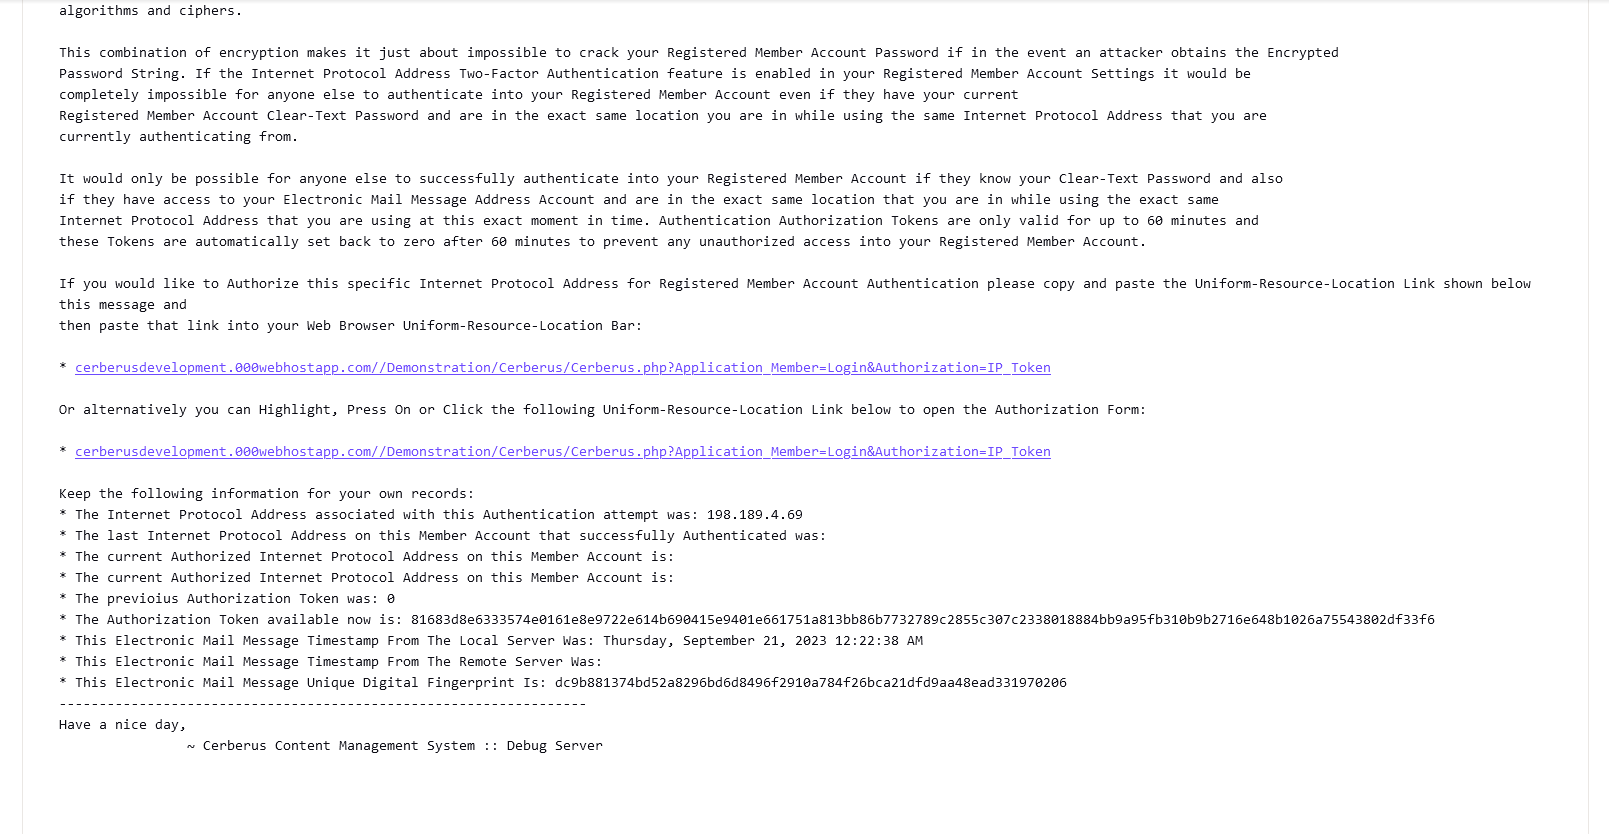 algorithms and ciphers.
This combination of encryption makes it just about impossible to crack your Registered Member Account Password if in the event an attacker obtains the Encrypted
Password String. If the Internet Protocol Address Two-Factor Authentication feature is enabled in your Registered Member Account Settings it would be
completely impossible for anyone else to authenticate into your Registered Member Account even if they have your current
Registered Member Account Clear-Text Password and are in the exact same location you are in while using the same Internet Protocol Address that you are
currently authenticating from.
It would only be possible for anyone else to successfully authenticate into your Registered Member Account if they know your Clear-Text Password and also
if they have access to your Electronic Mail Message Address Account and are in the exact same location that you are in while using the exact same
Internet Protocol Address that you are using at this exact moment in time. Authentication Authorization Tokens are only valid for up to 60 minutes and
these Tokens are automatically set back to zero after 60 minutes to prevent any unauthorized access into your Registered Member Account.
If you would like to Authorize this specific Internet Protocol Address for Registered Member Account Authentication please copy and paste the Uniform-Resource-Location Link shown below
this message and
then paste that link into your Web Browser Uniform-Resource-Location Bar:
* cerberusdevelopment.000webhostapp.com//Demonstration/Cerberus/Cerberus.php?Application_Member=Login&Authorization=IP_Token
Or alternatively you can Highlight, Press On or Click the following Uniform-Resource-Location Link below to open the Authorization Form:
* cerberusdevelopment.000webhostapp.com//Demonstration/Cerberus/Cerberus.php?Application_Member=Login&Authorization=IP_Token
Keep the following information for your own records:
* The Internet Protocol Address associated with this Authentication attempt was: 198.189.4.69
* The last Internet Protocol Address on this Member Account that successfully Authenticated was:
* The current Authorized Internet Protocol Address on this Member Account is:
* The current Authorized Internet Protocol Address on this Member Account is:
* The previoius Authorization Token was: 0
* The Authorization Token available now is: 81683d8e6333574e0161e8e9722e614b690415e9401e661751a813bb86b7732789c2855c307c2338018884bb9a95fb310b9b2716e648b1026a75543802df33f6
* This Electronic Mail Message Timestamp From The Local Server Was: Thursday, September 21, 2023 12:22:38 AM
* This Electronic Mail Message Timestamp From The Remote Server Was:
* This Electronic Mail Message Unique Digital Fingerprint Is: dc9b881374bd52a8296bd6d8496f2910a784f26bca21dfd9aa48ead331970206
------------------------------------------------------------------
Have a nice day,
~ Cerberus Content Management System :: Debug Server